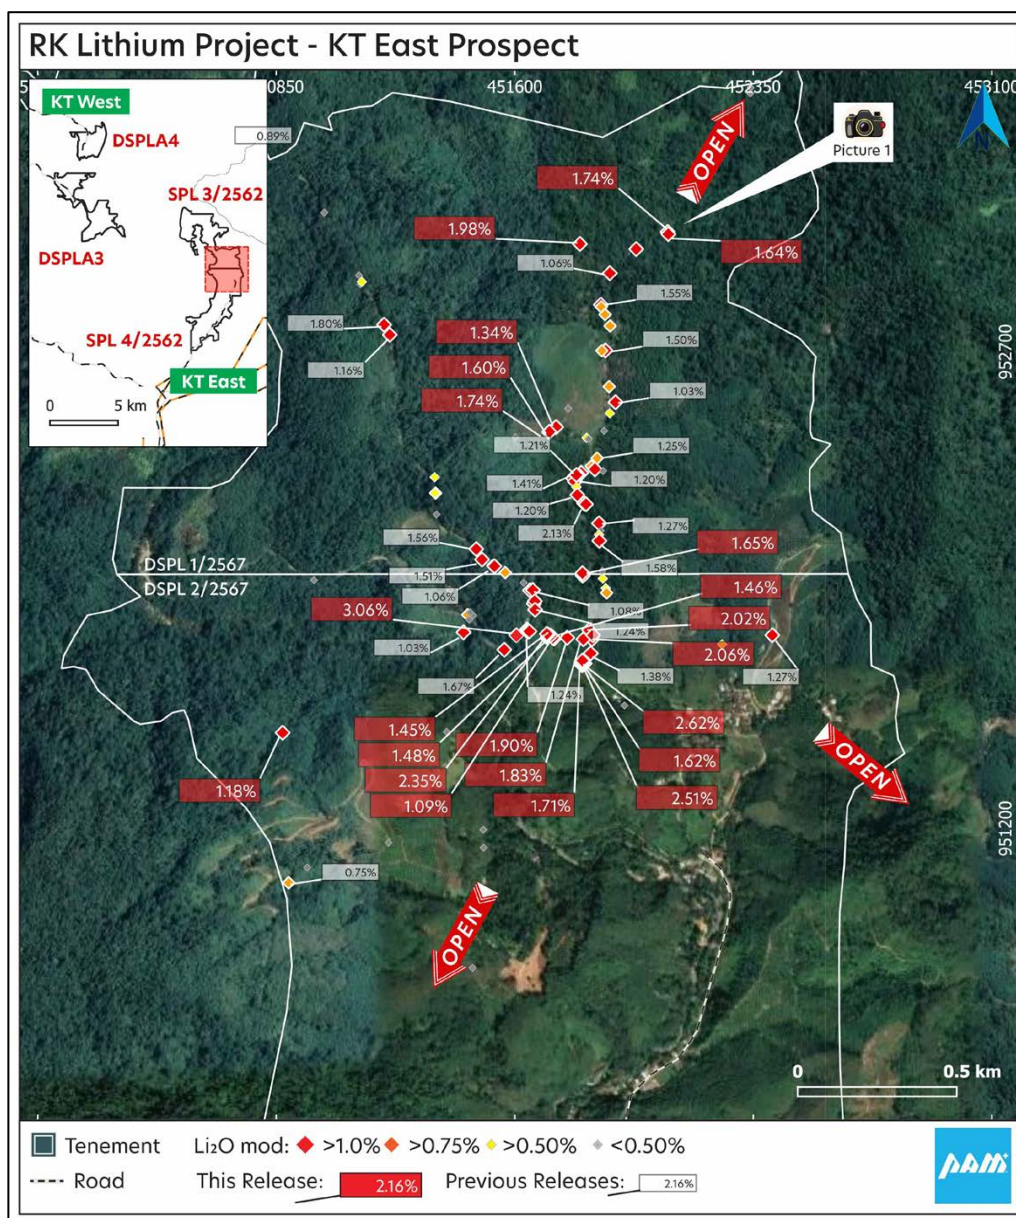 RK Lithium Project - KT East Prospect
451600
452350
453100
KT West
DSPLA4
0.89%
SPL 3/2562
DSPLA3
SPL 4/2562
KT East
0
5 km
OPEN
Picture 1
N
1.74%
1.98%
1.64%
1.06%
1.55%
1.80%
1.34%
1.50%
952700
1.16%
1.60%
1.74%
1.03%
1.21%
1.25%
1.41%
1.20%
1.20%
2.13%
1.27%
1.56%
1.65%
DSPL 1/2567
1.51%
1.58%
DSPL 2/2567
1.06%
1.46%
3.06%
1.08%
2.02%
1.03%
1.24%
2.06%
1.67%
1.24%
1.38%
1.27%
1.45%
2.62%
1.48%
1.90%
1.62%
2.35%
1.83%
2.51%
1.09%
1.71%
OPEN
1.18%
951200
0.75%
OPEN
0
0.5 km
Tenement
Li2O mod:
>1.0%
>0.75%
>0.50%
<0.50%
Road
This Release:
2.16%
Previous Releases:
2.16%
PAM